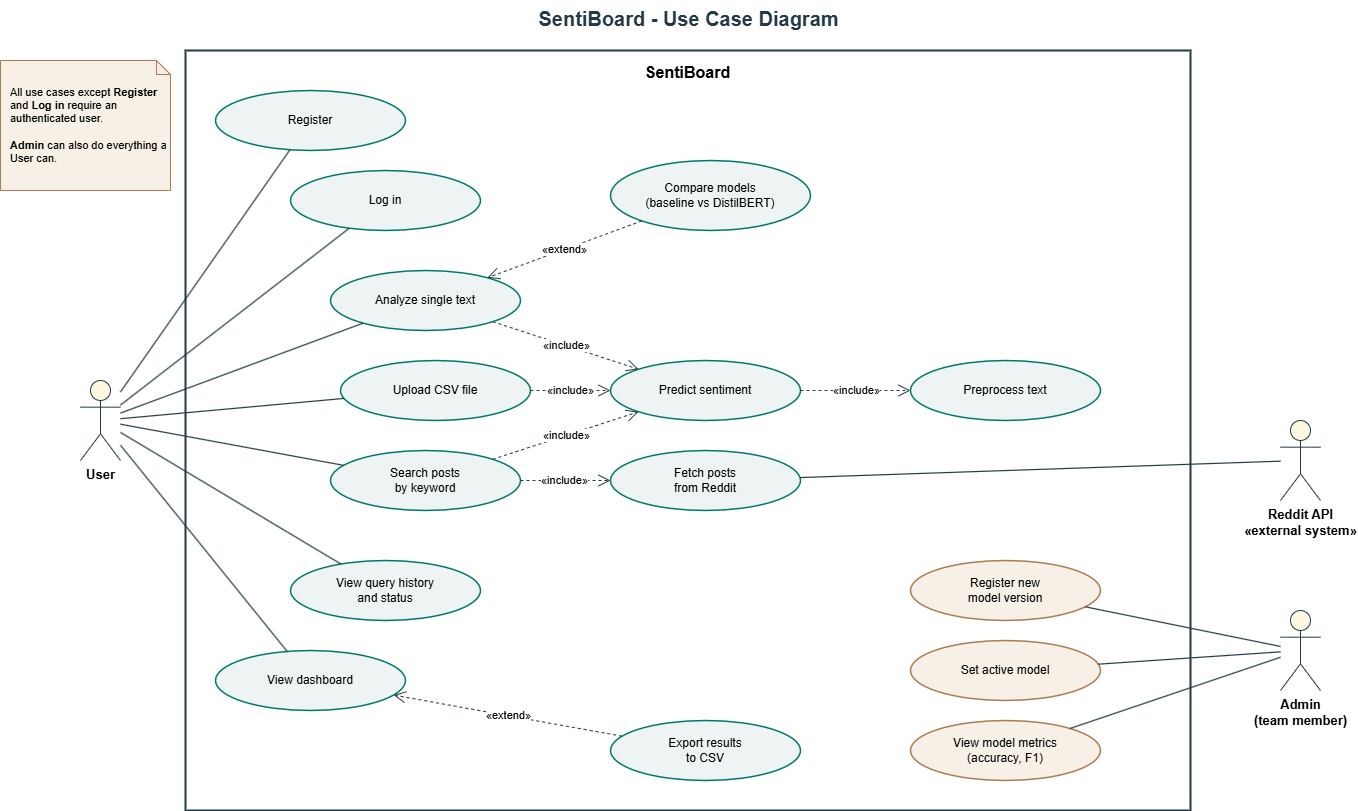 SentiBoard - Use Case Diagram
SentiBoard
All use cases except Register
and Log in require an
authenticated user.
Admin can also do everything a
User can.
Register
Log in
Compare models
(baseline vs DistilBERT)
«extend»
Analyze single text
«include»
Upload CSV file
«include»
Predict sentiment
«include»
Preprocess text
«include»
Search posts
by keyword
«include»
Fetch posts
from Reddit
User
Reddit API
«external system»
View query history
and status
Register new
model version
Set active model
View dashboard
«extend»
Export results
to CSV
View model metrics
(accuracy, F1)
Admin
(team member)